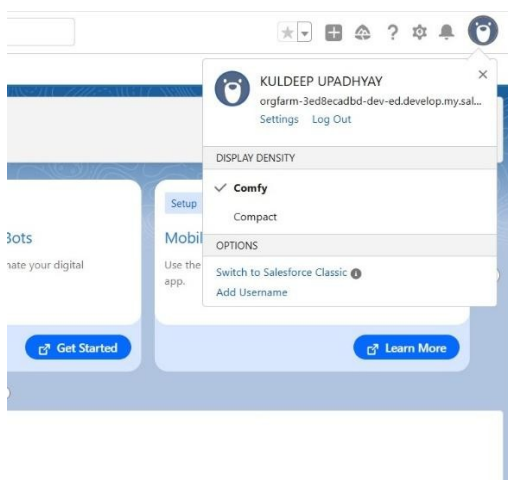 KULDEEP UPADHYAY
orgfarm-3ed8ecadbd-dev-ed.develop.my.sal...
Settings Log Out
DISPLAY DENSITY
Comfy
Compact
OPTIONS
Switch to Salesforce Classic
Add Username
Bots
nate your digital
Get Started
Setup
Mobil
Use the
app.
Learn More